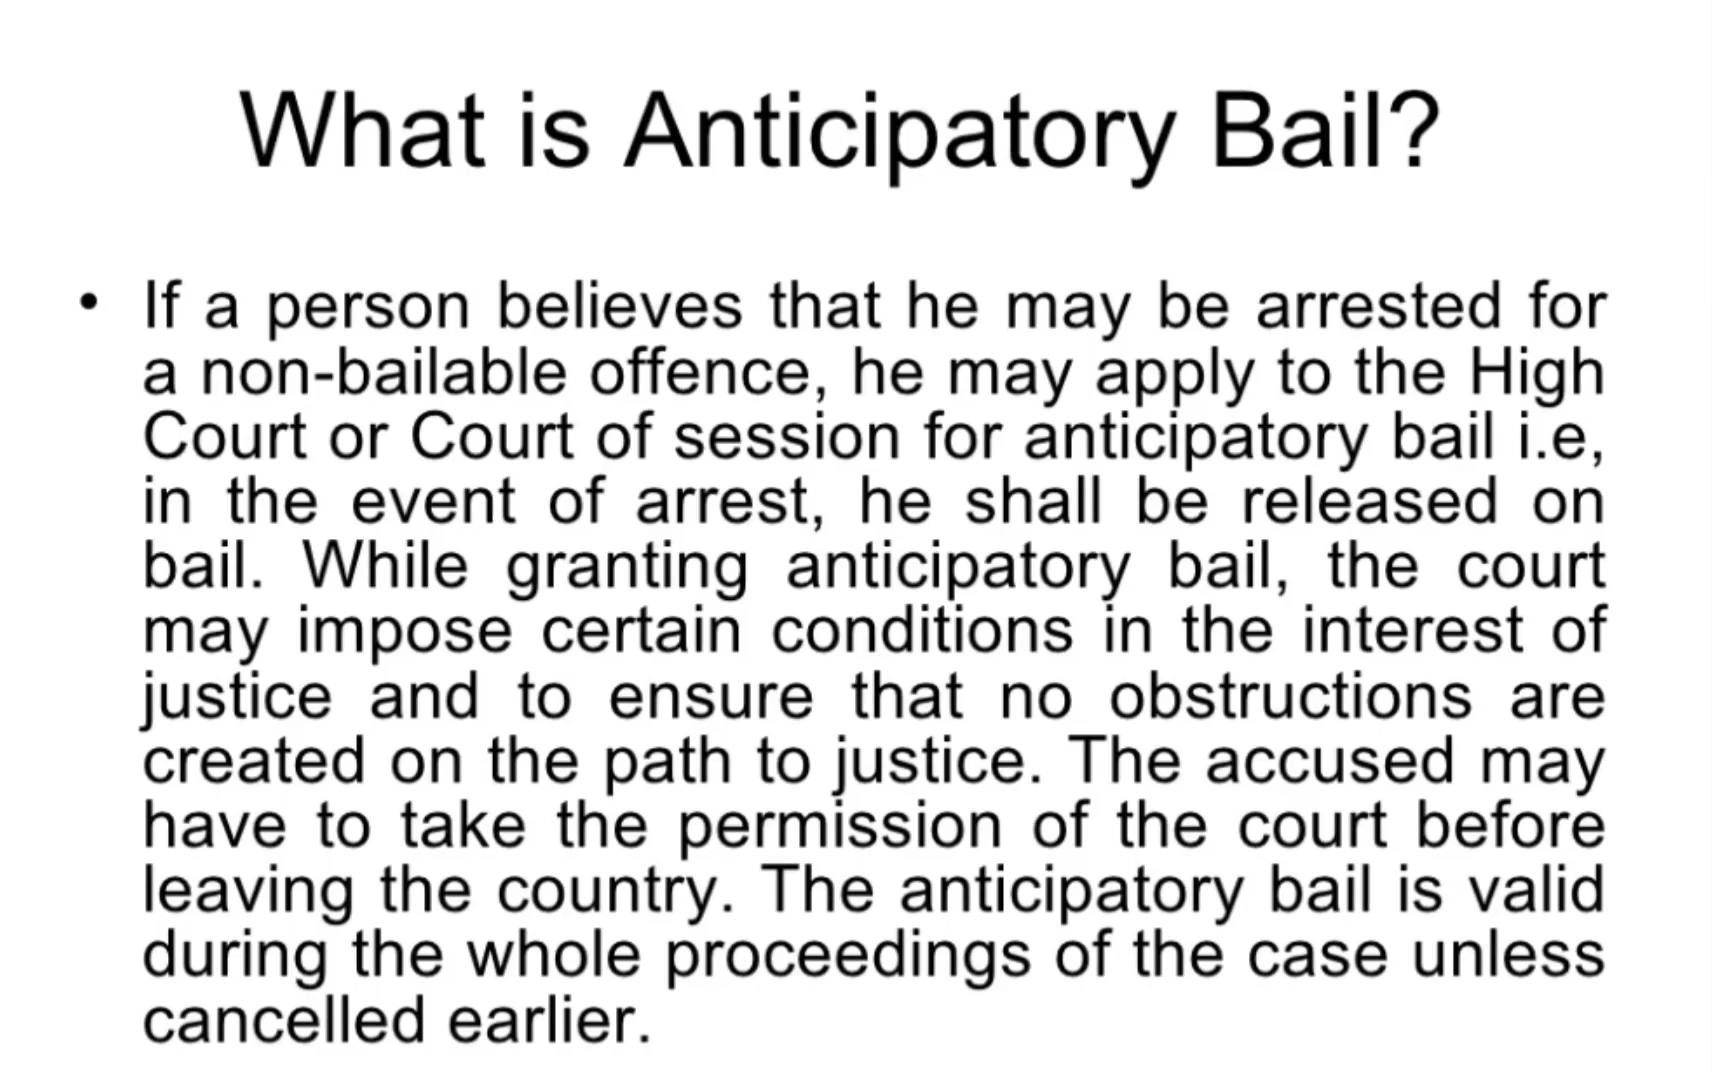 What is Anticipatory Bail?
• If a person believes that he may be arrested for
a non-bailable offence, he may apply to the High
Court or Court of session for anticipatory bail i.e,
in the event of arrest, he shall be released on
bail. While granting anticipatory bail, the court
may impose certain conditions in the interest of
justice and to ensure that no obstructions are
created on the path to justice. The accused may
have to take the permission of the court before
leaving the country. The anticipatory bail is valid
during the whole proceedings of the case unless
cancelled earlier.